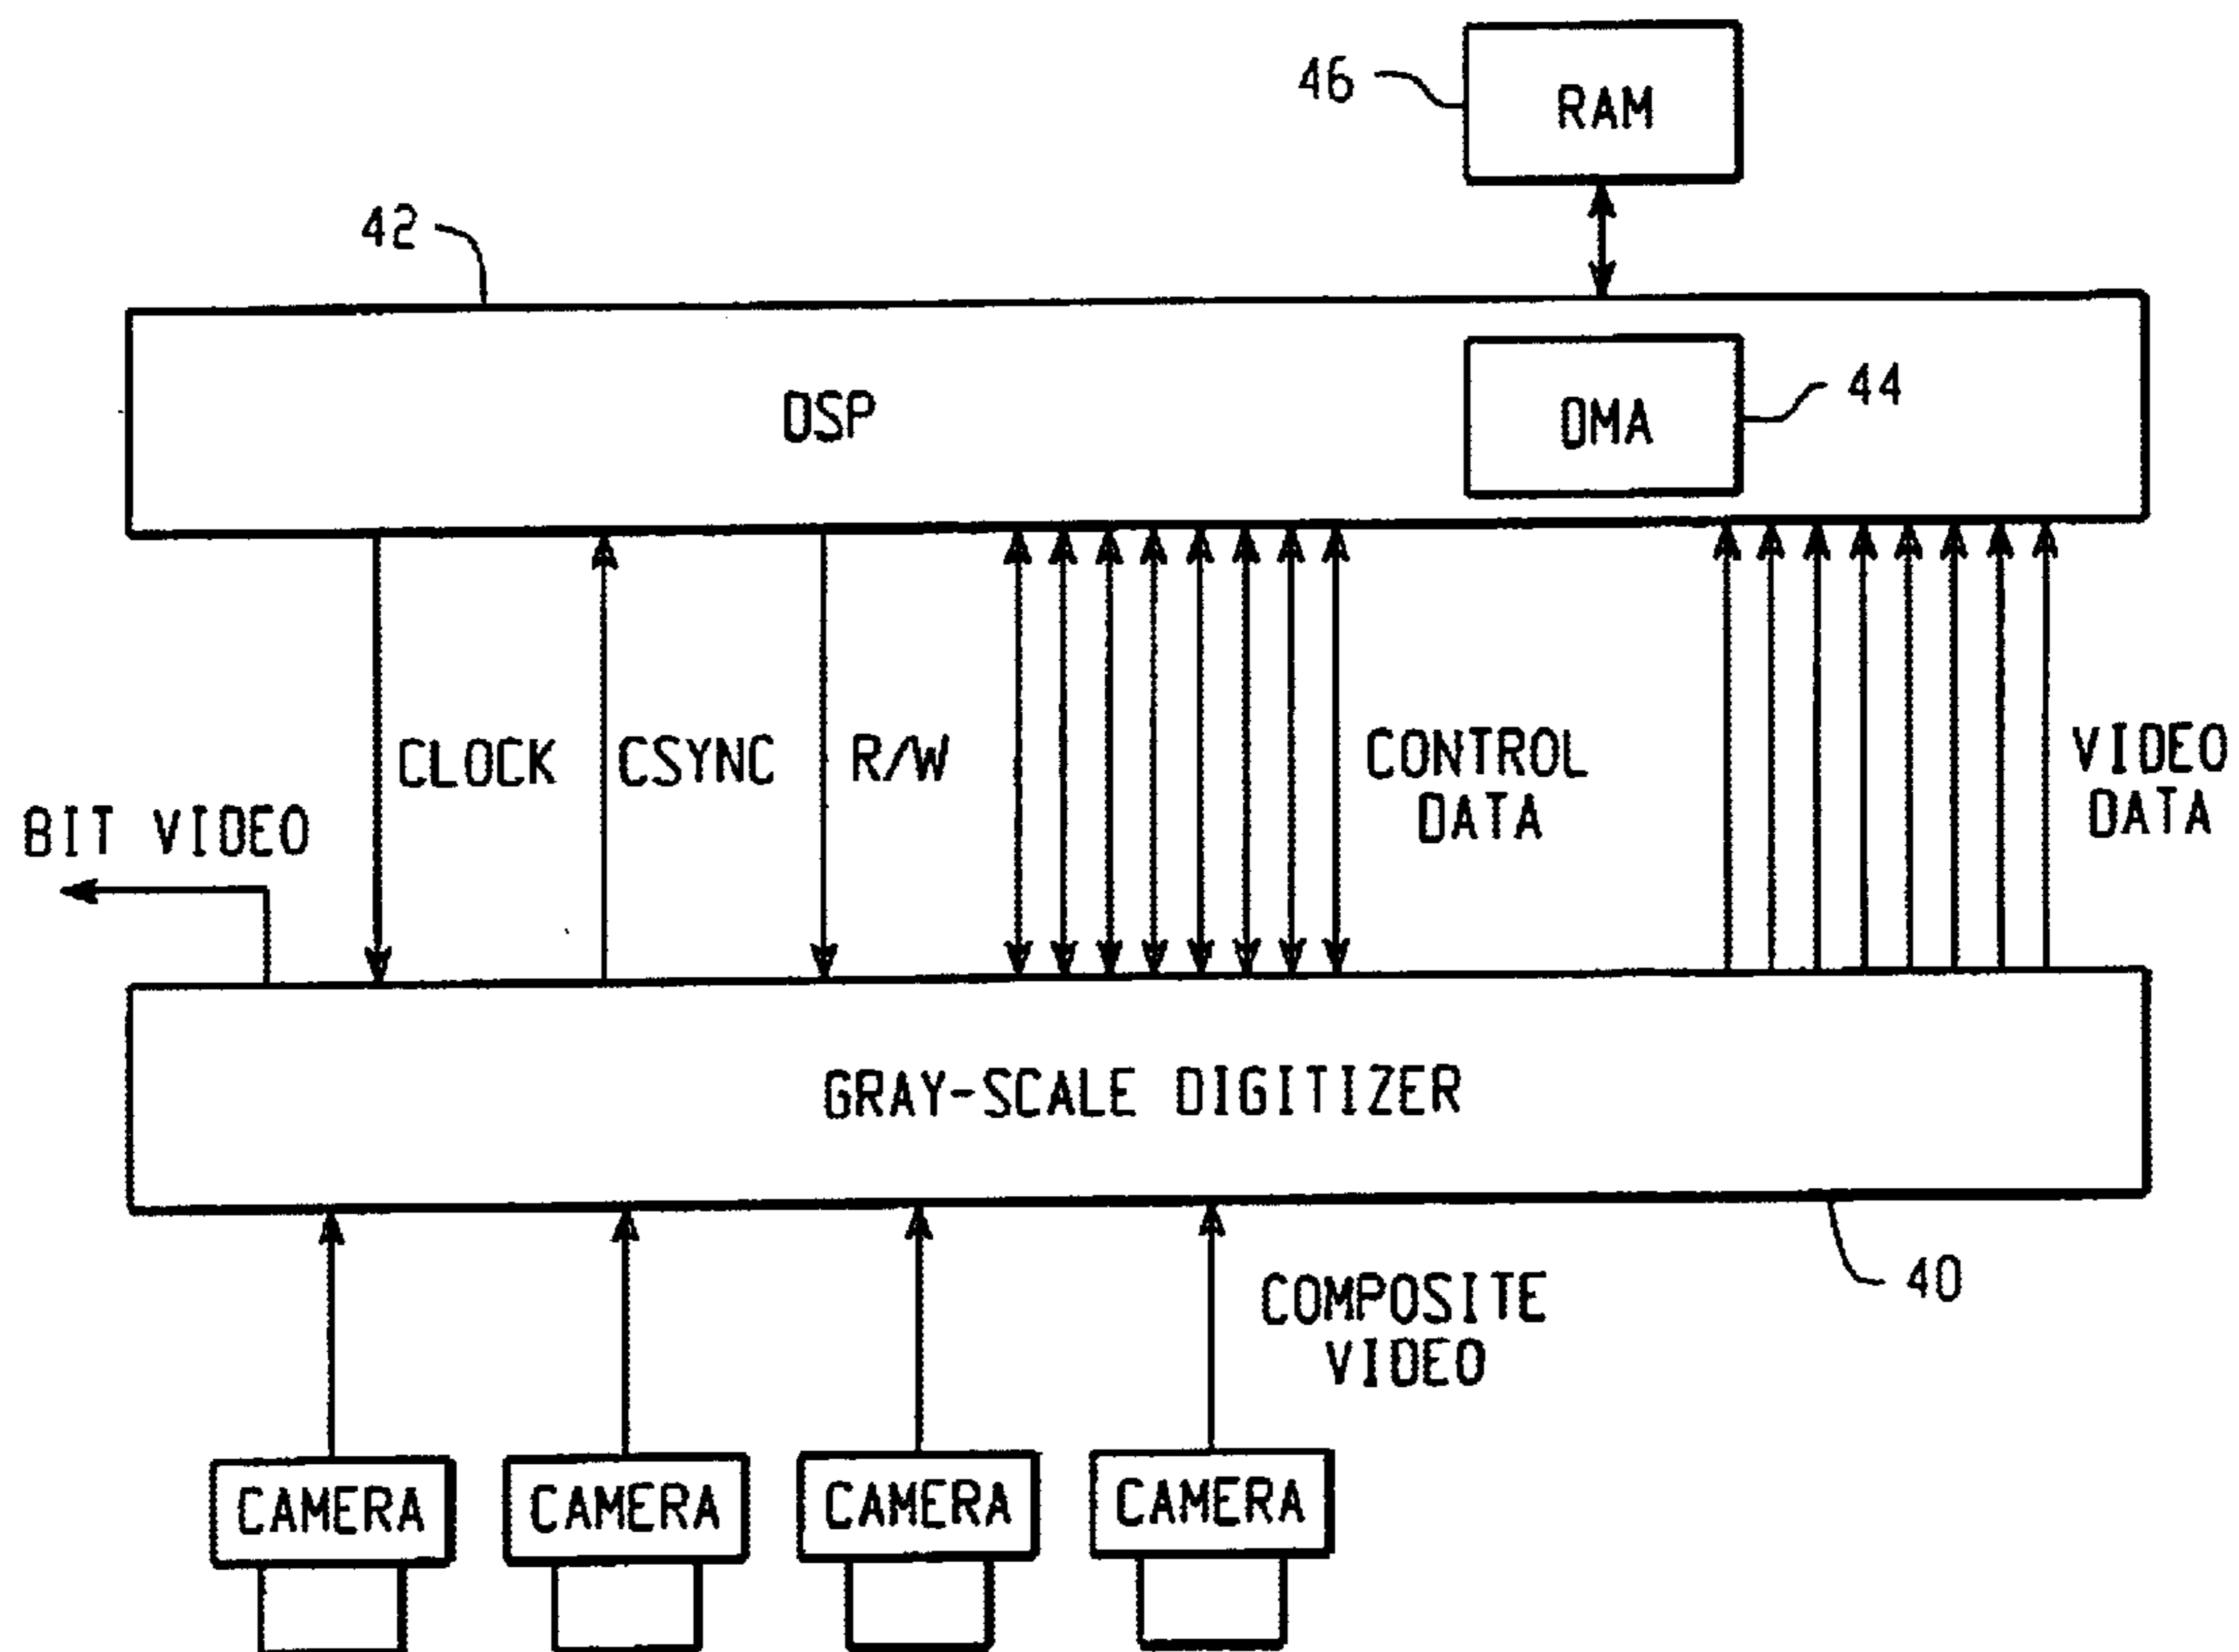 46
RAM
42
DSP
DMA
44
CLOCK
CSYNC
R/W
CONTROL
DATA
VIDEO
DATA
BIT VIDEO
GRAY-SCALE DIGITIZER
40
COMPOSITE
VIDEO
CAMERA
CAMERA
CAMERA
CAMERA